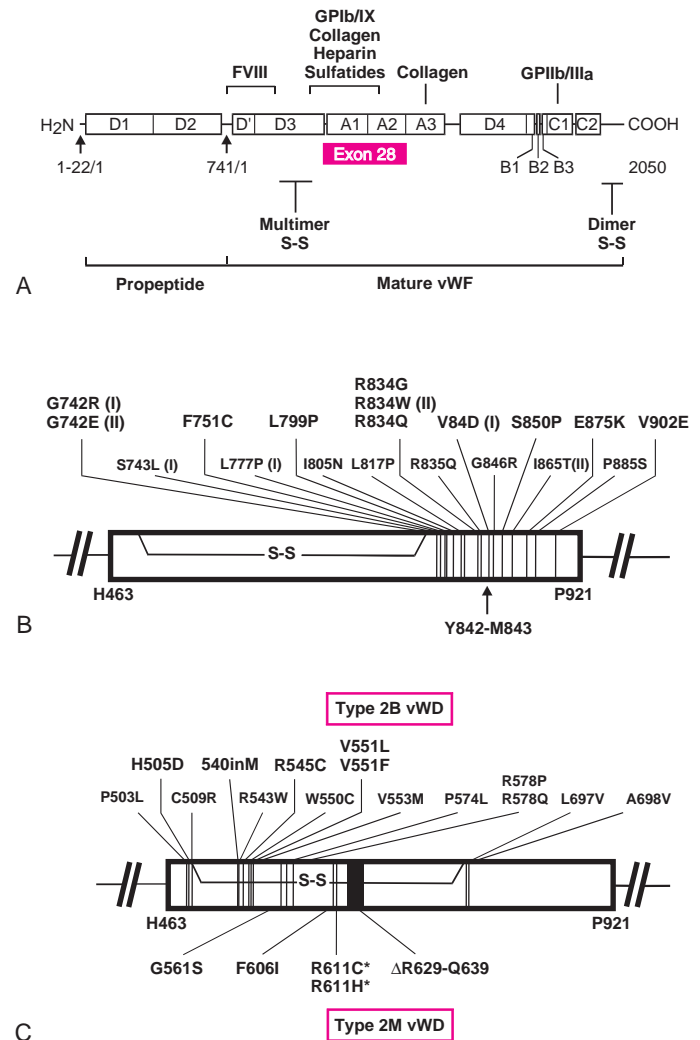 GPIb/IX
Collagen
Heparin
FVIII Sulfatides Collagen GPIIb/IIIa
H2N D1 D2 D' D3 A1 A2 A3 D4 C1 C2 COOH
Exon 28
1-22/1 741/1 B1 B2 B3 2050
Multimer Dimer
S-S S-S
A
Propeptide Mature vWF
R834G
G742R (I) R834W (II)
G742E (II) F751C L799P R834Q V84D (I) S850P E875K V902E
S743L (I) L777P (I) I805N L817P R835Q G846R I865T(II) P885S
S-S
H463 P921
B Y842-M843
Type 2B vWD
V551L
H505D 540inM R545C V551F
R578P
P503L C509R R543W W550C V553M P574L R578Q L697V A698V
S-S
H463 P921
G561S F606I R611C* ΔR629-Q639
R611H*
C Type 2M vWD